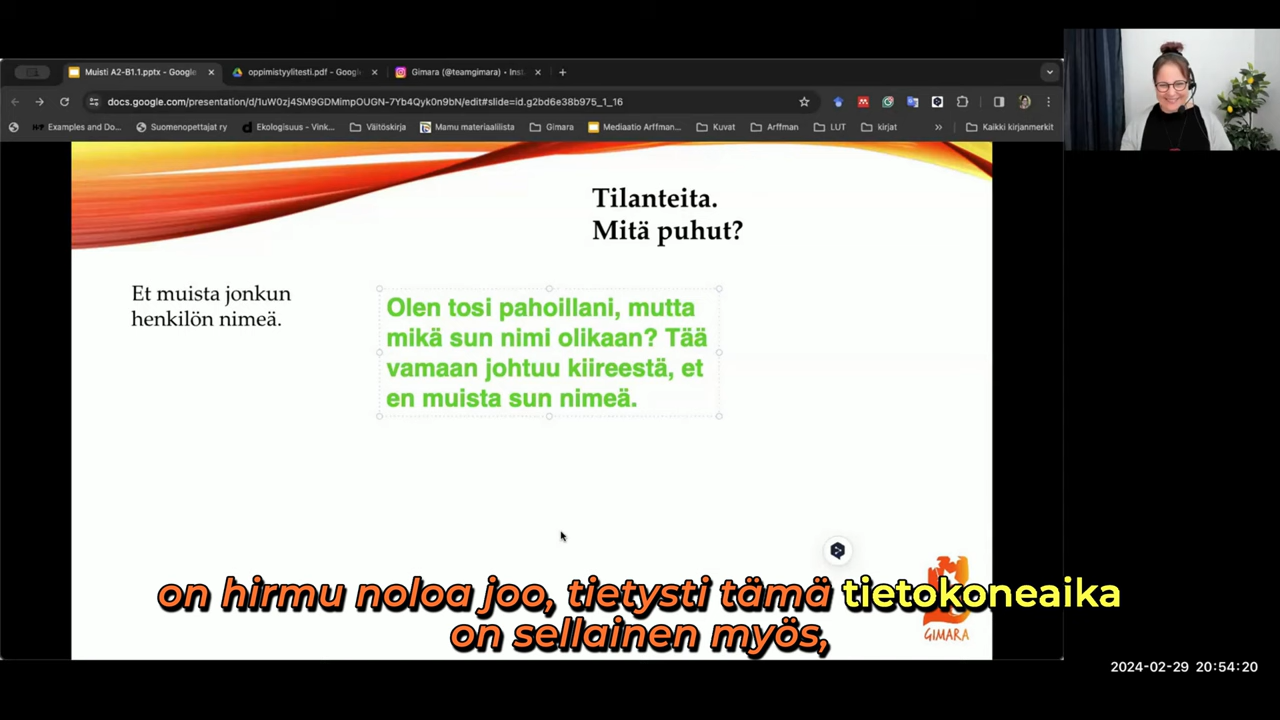 Muisti A2-B1.1.pptx - Google
oppimistyylitesti.pdf - Goog
Gimara (@teamgimara) • Inst
docs.google.com/presentation/d/1uW0zj4SM9GDMimpOUGN-7Yb4Qyk0n9bN/edit#slide=id.g2bd6e38b975_1_16
Examples and Do...
Suomenopettajat ry
Ekologisuus - Vink...
Väitöskirja
Mamu materiaalilista
Gimara
Mediaatio Arffman...
Kuvat
Arffman
LUT
kirjat
»
Kaikki kirjanmerkit
Tilanteita.
Mitä puhut?
Et muista jonkun
henkilön nimeä.
Olen tosi pahoillani, mutta
mikä sun nimi olikaan? Tää
vamaan johtuu kiireestä, et
en muista sun nimeä.
on hirmu noloa joo, tietysti tämä tietokoneaika
on sellainen myös,
GIMARA
2024-02-29 20:54:20